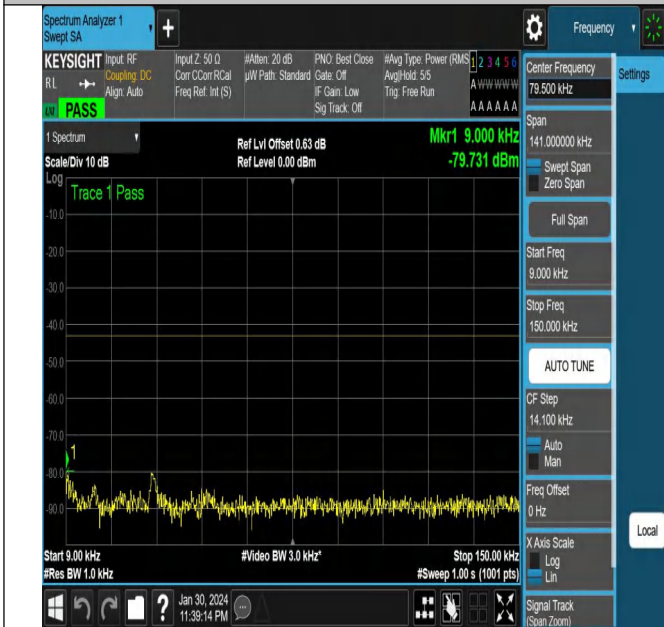 Spectrum Analyzer 1
Swept SA
Frequency
KEYSIGHT
RL
LXI
PASS
Input: RF
Coupling: DC
Align: Auto
Input Z: 50 Ω
Corr CCorr RCal
Freq Ref: Int (S)
#Atten: 20 dB
µW Path: Standard
PNO: Best Close
Gate: Off
IF Gain: Low
Sig Track: Off
#Avg Type: Power (RMS
Avg|Hold: 5/5
Trig: Free Run
1 2 3 4 5 6
A W W W W W
A A A A A A
1 Spectrum
Scale/Div 10 dB
Ref Lvl Offset 0.63 dB
Ref Level 0.00 dBm
Mkr1 9.000 kHz
-79.731 dBm
Log
Trace 1 Pass
-10.0
-20.0
-30.0
-40.0
-50.0
-60.0
-70.0
-80.0
-90.0
1
Start 9.00 kHz
#Res BW 1.0 kHz
#Video BW 3.0 kHz*
Stop 150.00 kHz
#Sweep 1.00 s (1001 pts)
Jan 30, 2024
11:39:14 PM
Center Frequency
79.500 kHz
Settings
Span
141.000000 kHz
Swept Span
Zero Span
Full Span
Start Freq
9.000 kHz
Stop Freq
150.000 kHz
AUTO TUNE
CF Step
14.100 kHz
Auto
Man
Freq Offset
0 Hz
X Axis Scale
Log
Lin
Local
Signal Track
(Span Zoom)